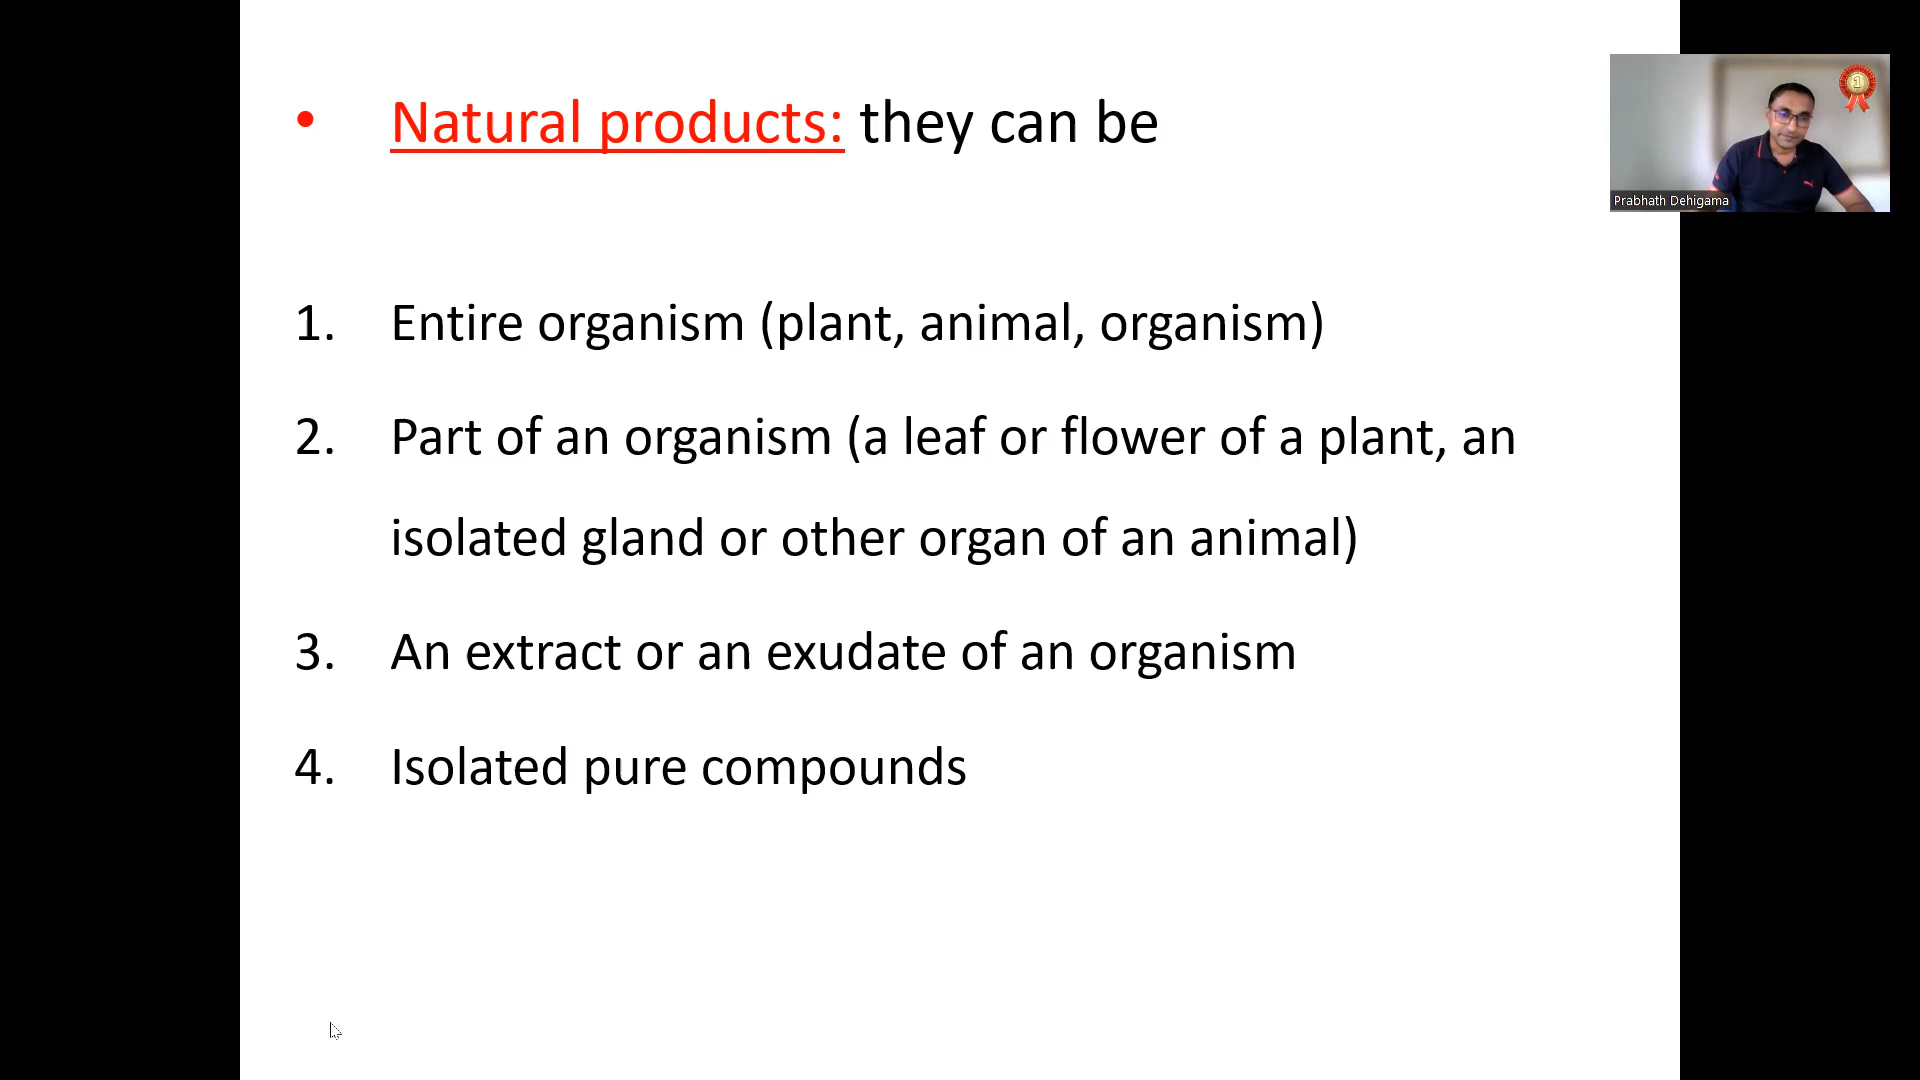 • Natural products: they can be
1. Entire organism (plant, animal, organism)
2. Part of an organism (a leaf or flower of a plant, an
isolated gland or other organ of an animal)
3. An extract or an exudate of an organism
4. Isolated pure compounds
1
Prabhath Dehigama